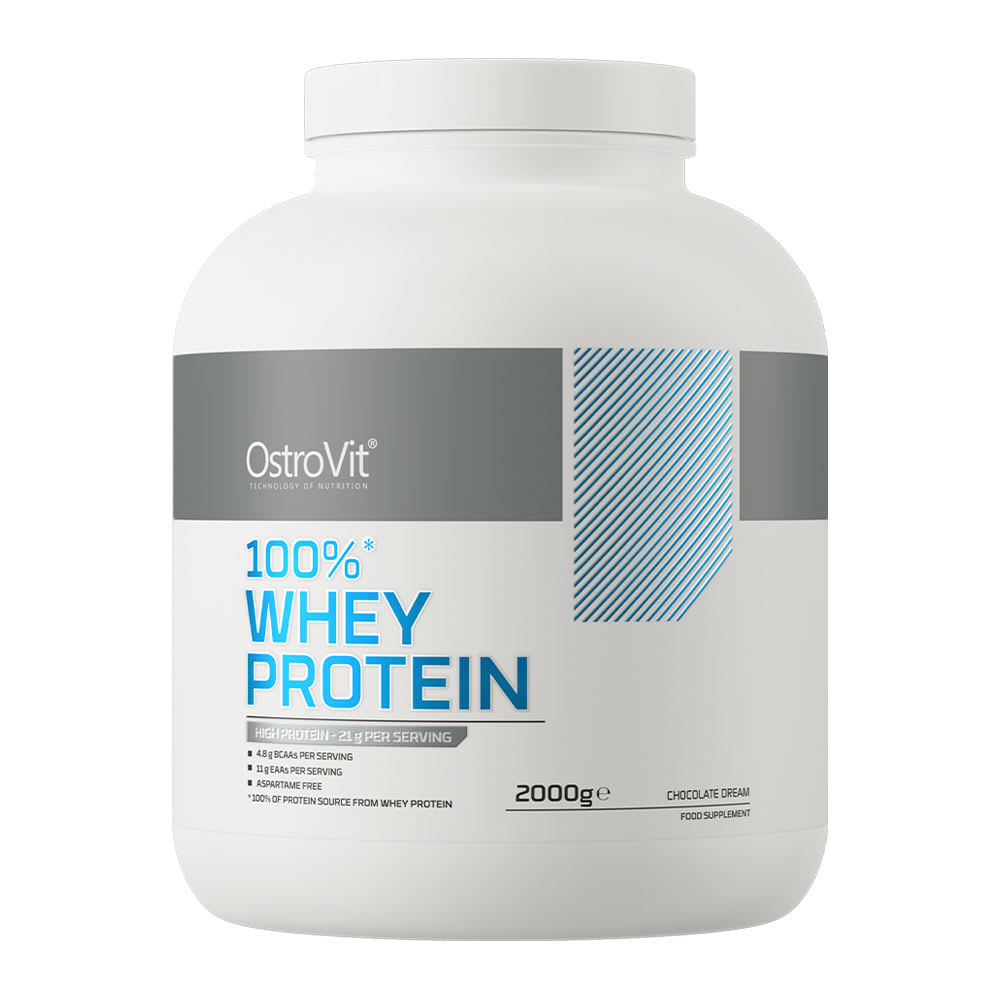 OstroVit®
TECHNOLOGY OF NUTRITION
100%*
WHEY
PROTEIN
HIGH PROTEIN - 21 g PER SERVING
▪ 4.8 g BCAAs PER SERVING
▪ 11 g EAAs PER SERVING
▪ ASPARTAME FREE
*100% OF PROTEIN SOURCE FROM WHEY PROTEIN
2000g ℮
CHOCOLATE DREAM
FOOD SUPPLEMENT